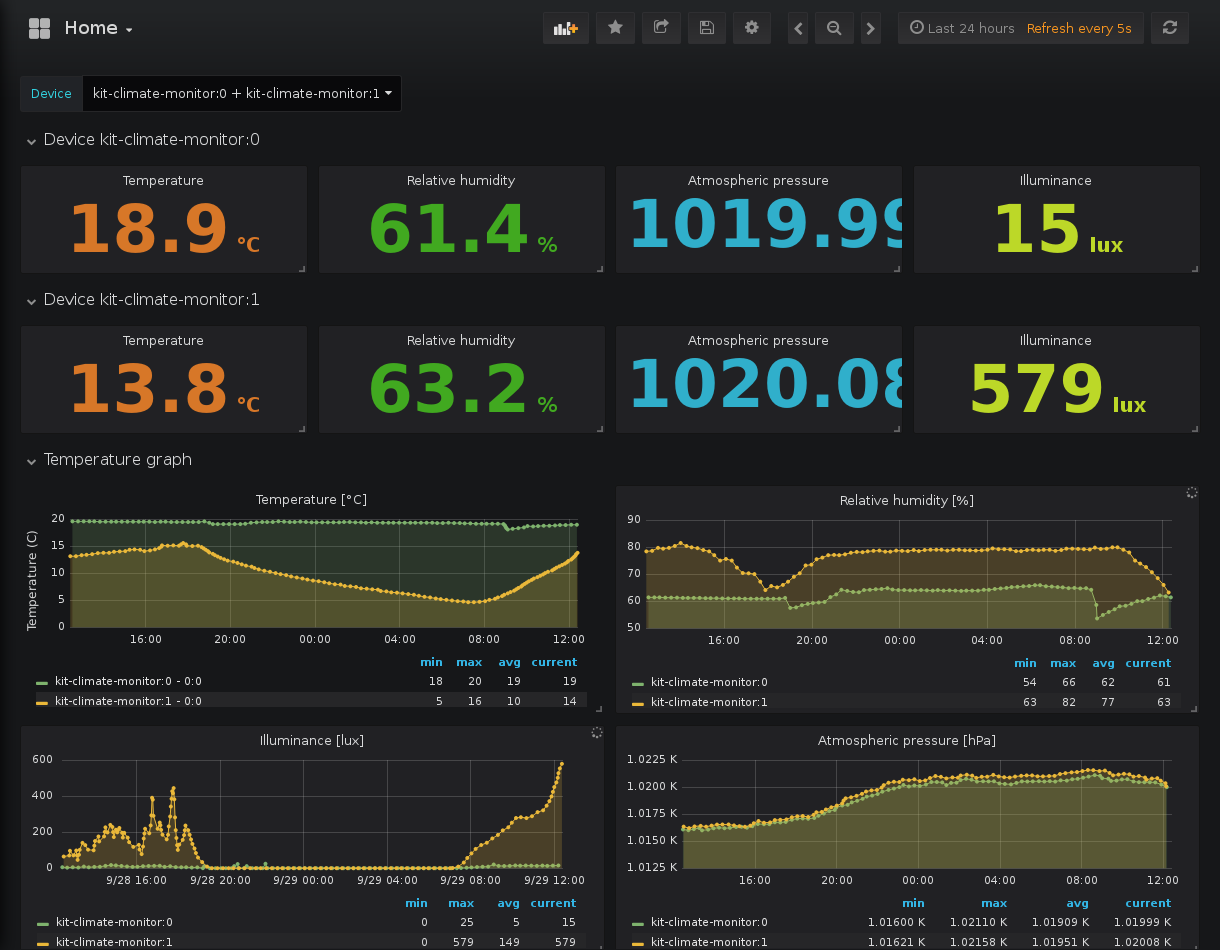 Home
Last 24 hours Refresh every 5s
Device kit-climate-monitor:0 + kit-climate-monitor:1
Device kit-climate-monitor:0
Temperature Relative humidity Atmospheric pressure Illuminance
18.9 °C 61.4 % 1019.99 15 lux
Device kit-climate-monitor:1
Temperature Relative humidity Atmospheric pressure Illuminance
13.8 °C 63.2 % 1020.08 579 lux
Temperature graph
Temperature [°C]
Temperature (C)
20
15
10
5
0
16:00 20:00 00:00 04:00 08:00 12:00
min max avg current
kit-climate-monitor:0 - 0:0 18 20 19 19
kit-climate-monitor:1 - 0:0 5 16 10 14
Relative humidity [%]
90
80
70
60
50
16:00 20:00 00:00 04:00 08:00 12:00
min max avg current
kit-climate-monitor:0 54 66 62 61
kit-climate-monitor:1 63 82 77 63
Illuminance [lux]
600
400
200
0
9/28 16:00 9/28 20:00 9/29 00:00 9/29 04:00 9/29 08:00 9/29 12:00
min max avg current
kit-climate-monitor:0 0 25 5 15
kit-climate-monitor:1 0 579 149 579
Atmospheric pressure [hPa]
1.0225 K
1.0200 K
1.0175 K
1.0150 K
1.0125 K
16:00 20:00 00:00 04:00 08:00 12:00
min max avg current
kit-climate-monitor:0 1.01600 K 1.02110 K 1.01909 K 1.01999 K
kit-climate-monitor:1 1.01621 K 1.02158 K 1.01951 K 1.02008 K